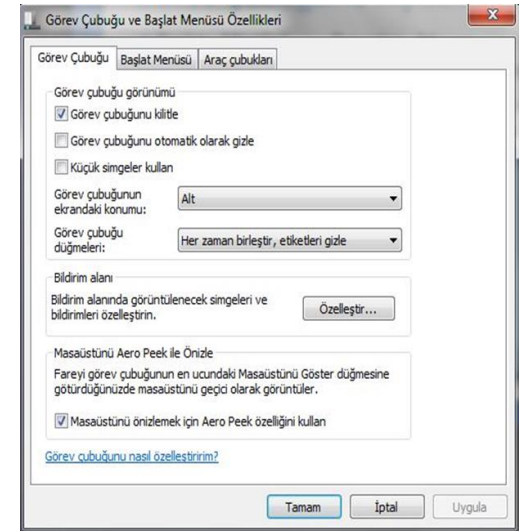 Görev Çubuğu ve Başlat Menüsü Özellikleri
Görev Çubuğu
Başlat Menüsü
Araç çubukları
Görev çubuğu görünümü
Görev çubuğunu kilitle
Görev çubuğunu otomatik olarak gizle
Küçük simgeler kullan
Görev çubuğunun
ekrandaki konumu:
Alt
Görev çubuğu
düğmeleri:
Her zaman birleştir, etiketleri gizle
Bildirim alanı
Bildirim alanında görüntülenecek simgeleri ve
bildirimleri özelleştirin.
Özelleştir...
Masaüstünü Aero Peek ile Önizle
Fareyi görev çubuğunun en ucundaki Masaüstünü Göster düğmesine
götürdüğünüzde masaüstünü geçici olarak görüntüler.
Masaüstünü önizlemek için Aero Peek özelliğini kullan
Görev çubuğunu nasıl özelleştiririm?
Tamam
İptal
Uygula